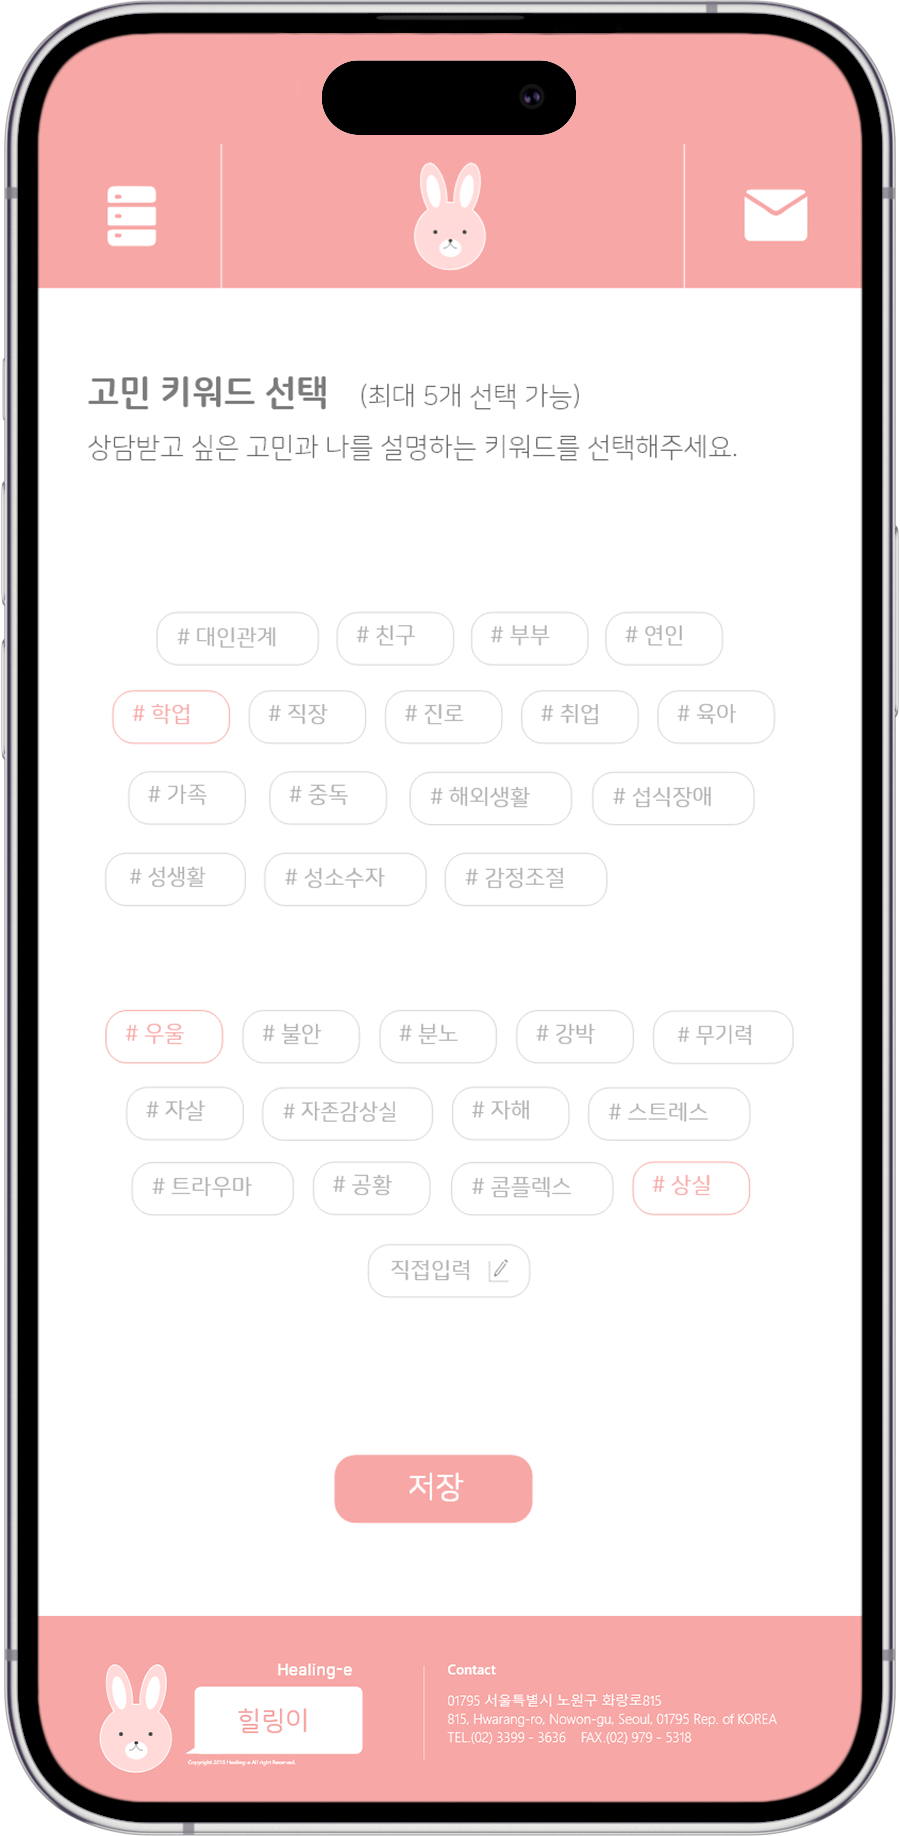 고민 키워드 선택 (최대 5개 선택 가능)
상담받고 싶은 고민과 나를 설명하는 키워드를 선택해주세요.
# 대인관계 # 친구 # 부부 # 연인
# 학업 # 직장 # 진로 # 취업 # 육아
# 가족 # 중독 # 해외생활 # 섭식장애
# 성생활 # 성소수자 # 감정조절
# 우울 # 불안 # 분노 # 강박 # 무기력
# 자살 # 자존감상실 # 자해 # 스트레스
# 트라우마 # 공황 # 콤플렉스 # 상실
직접입력
저장
Healing-e
힐링이
Copyright 2018 Healing-e All right Reserved.
Contact
01795 서울특별시 노원구 화랑로815
815, Hwarang-ro, Nowon-gu, Seoul, 01795 Rep. of KOREA
TEL.(02) 3399 - 3636 FAX.(02) 979 - 5318